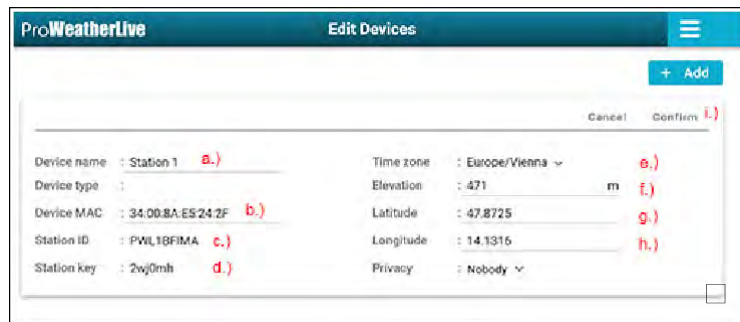 ProWeatherLive Edit Devices
+ Add
Cancel Confirm i.)
Device name : Station 1 a.) Time zone : Europe/Vienna e.)
Device type : Elevation : 471 m f.)
Device MAC : 34:00:8A:E5:24:2F b.) Latitude : 47.8725 g.)
Station ID : PWL1BFIMA c.) Longitude : 14.1316 h.)
Station key : 2wj0mh d.) Privacy : Nobody